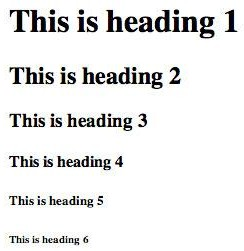 This is heading 1
This is heading 2
This is heading 3
This is heading 4
This is heading 5
This is heading 6